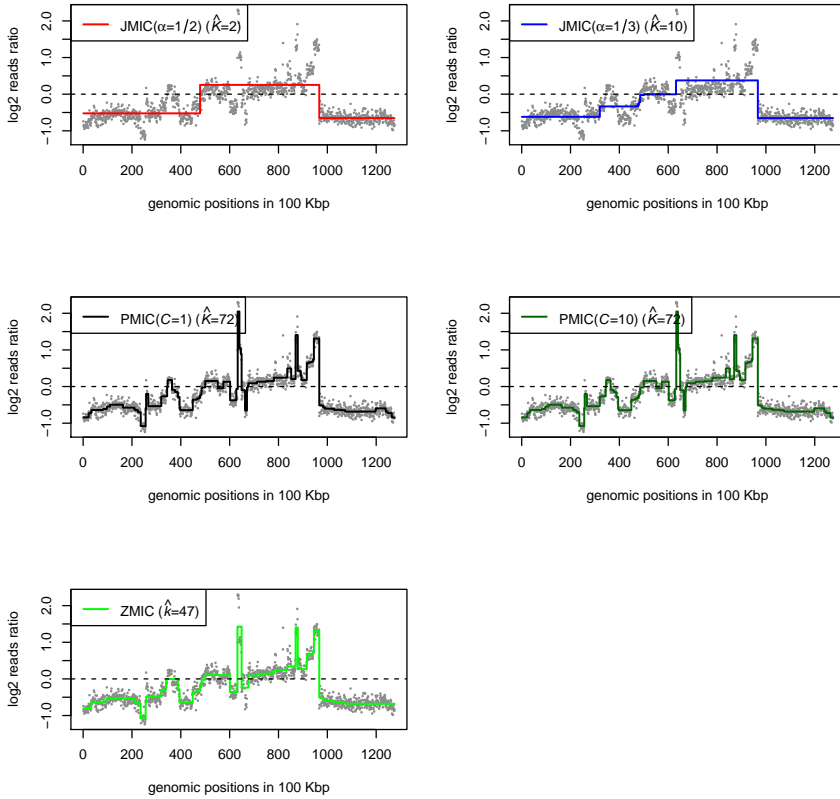 JMIC(α=1/2) (K̂=2)
log2 reads ratio
−1.0 0.0 1.0 2.0
0 200 400 600 800 1000 1200
genomic positions in 100 Kbp
JMIC(α=1/3) (K̂=10)
log2 reads ratio
−1.0 0.0 1.0 2.0
0 200 400 600 800 1000 1200
genomic positions in 100 Kbp
PMIC(C=1) (K̂=72)
log2 reads ratio
−1.0 0.0 1.0 2.0
0 200 400 600 800 1000 1200
genomic positions in 100 Kbp
PMIC(C=10) (K̂=72)
log2 reads ratio
−1.0 0.0 1.0 2.0
0 200 400 600 800 1000 1200
genomic positions in 100 Kbp
ZMIC (k̂=47)
log2 reads ratio
−1.0 0.0 1.0 2.0
0 200 400 600 800 1000 1200
genomic positions in 100 Kbp